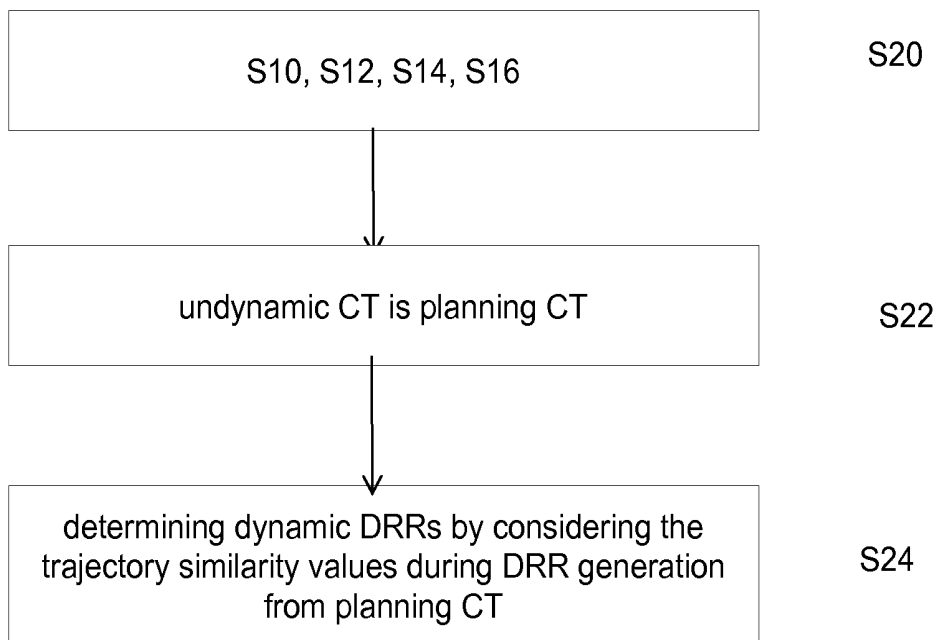 S10, S12, S14, S16
S20
undynamic CT is planning CT
S22
determining dynamic DRRs by considering the
trajectory similarity values during DRR generation
from planning CT
S24